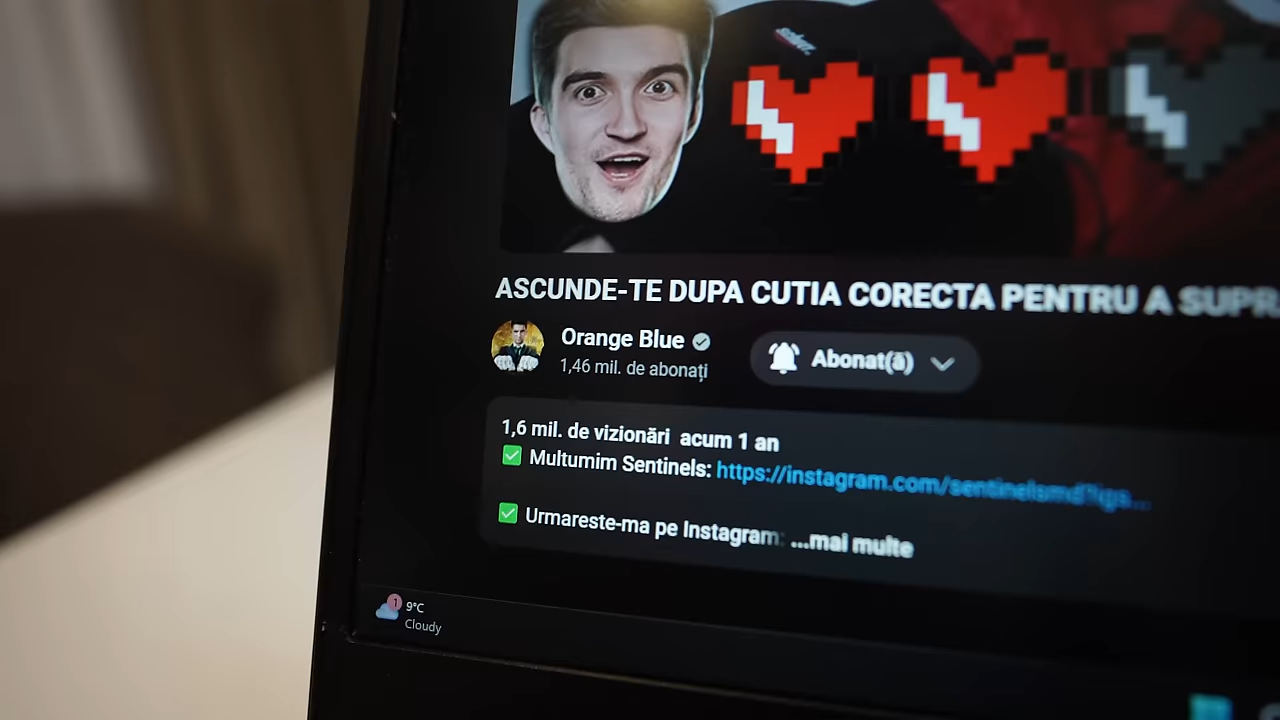 ASCUNDE-TE DUPA CUTIA CORECTA PENTRU A SUPR
Orange Blue
1,46 mil. de abonați
Abonat(ă)
1,6 mil. de vizionări acum 1 an
Multumim Sentinels: https://instagram.com/sentinelsmd?igs...
Urmareste-ma pe Instagram: ...mai multe
1
9°C
Cloudy